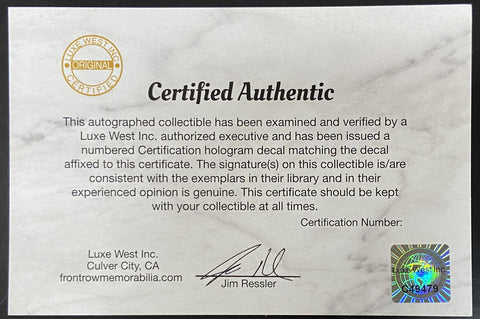 LUXE WEST INC
ORIGINAL
CERTIFIED
Certified Authentic
This autographed collectible has been examined and verified by a
Luxe West Inc. authorized executive and has been issued a
numbered Certification hologram decal matching the decal
affixed to this certificate. The signature(s) on this collectible is/are
consistent with the exemplars in their library and in their
experienced opinion is genuine. This certificate should be kept
with your collectible at all times.
Certification Number:
Luxe West Inc.
Culver City, CA
frontrowmemorabilia.com
Jim Ressler
Luxe West Inc.
C49479